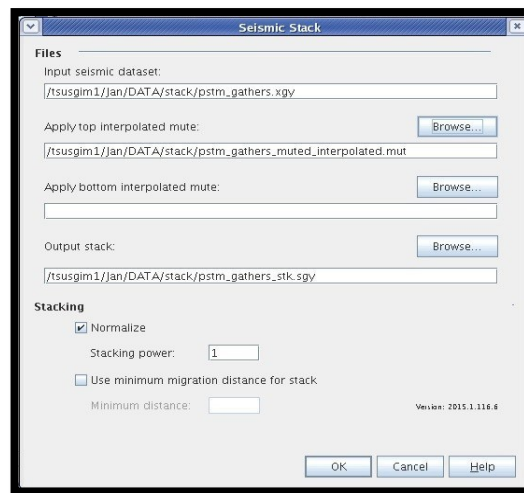 Seismic Stack
Files
Input seismic dataset:
/tsusgim1/Jan/DATA/stack/pstm_gathers.xgy
Apply top interpolated mute:
Browse...
/tsusgim1/Jan/DATA/stack/pstm_gathers_muted_interpolated.mut
Apply bottom interpolated mute:
Browse...
Output stack:
Browse...
/tsusgim1/Jan/DATA/stack/pstm_gathers_stk.sgy
Stacking
Normalize
Stacking power: 1
Use minimum migration distance for stack
Minimum distance:
Version: 2015.1.116.6
OK Cancel Help